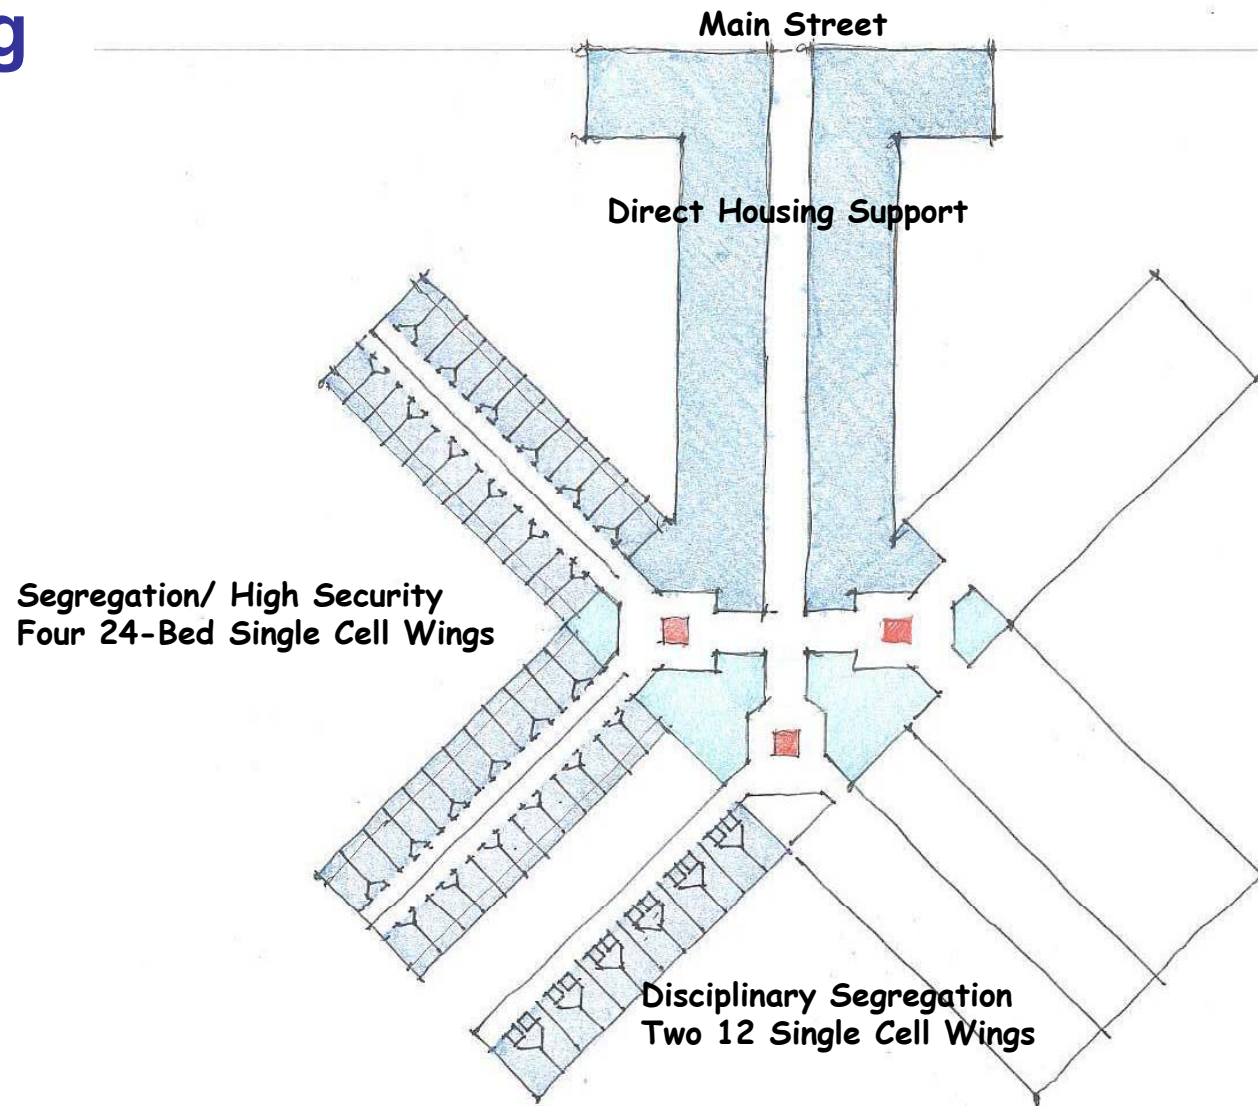 g
Main Street
Direct Housing Support
Segregation/ High Security
Four 24-Bed Single Cell Wings
Disciplinary Segregation
Two 12 Single Cell Wings